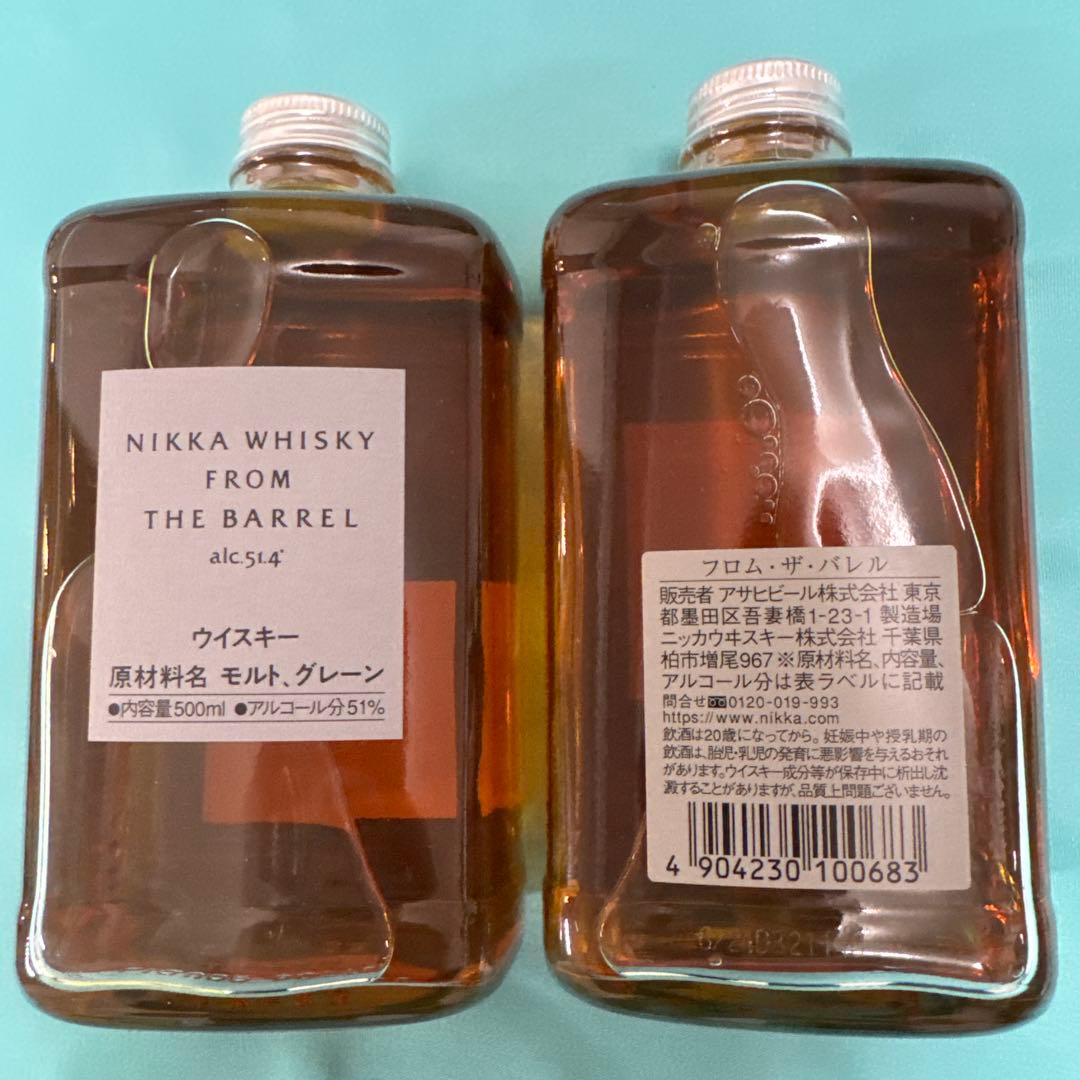 NIKKA WHISKY
FROM
THE BARREL
alc.51.4°
ウイスキー
原材料名 モルト、グレーン
●内容量500ml ●アルコール分51%
フロム・ザ・バレル
販売者 アサヒビール株式会社 東京
都墨田区吾妻橋1-23-1 製造場
ニッカウヰスキー株式会社 千葉県
柏市増尾967 ※原材料名、内容量、
アルコール分は表ラベルに記載
問合せ 0120-019-993
https://www.nikka.com
飲酒は20歳になってから。妊娠中や授乳期の
飲酒は、胎児・乳児の発育に悪影響を与えるおそれ
があります。ウイスキー成分等が保存中に析出し沈
澱することがありますが、品質上問題ございません。
4 904230 100683